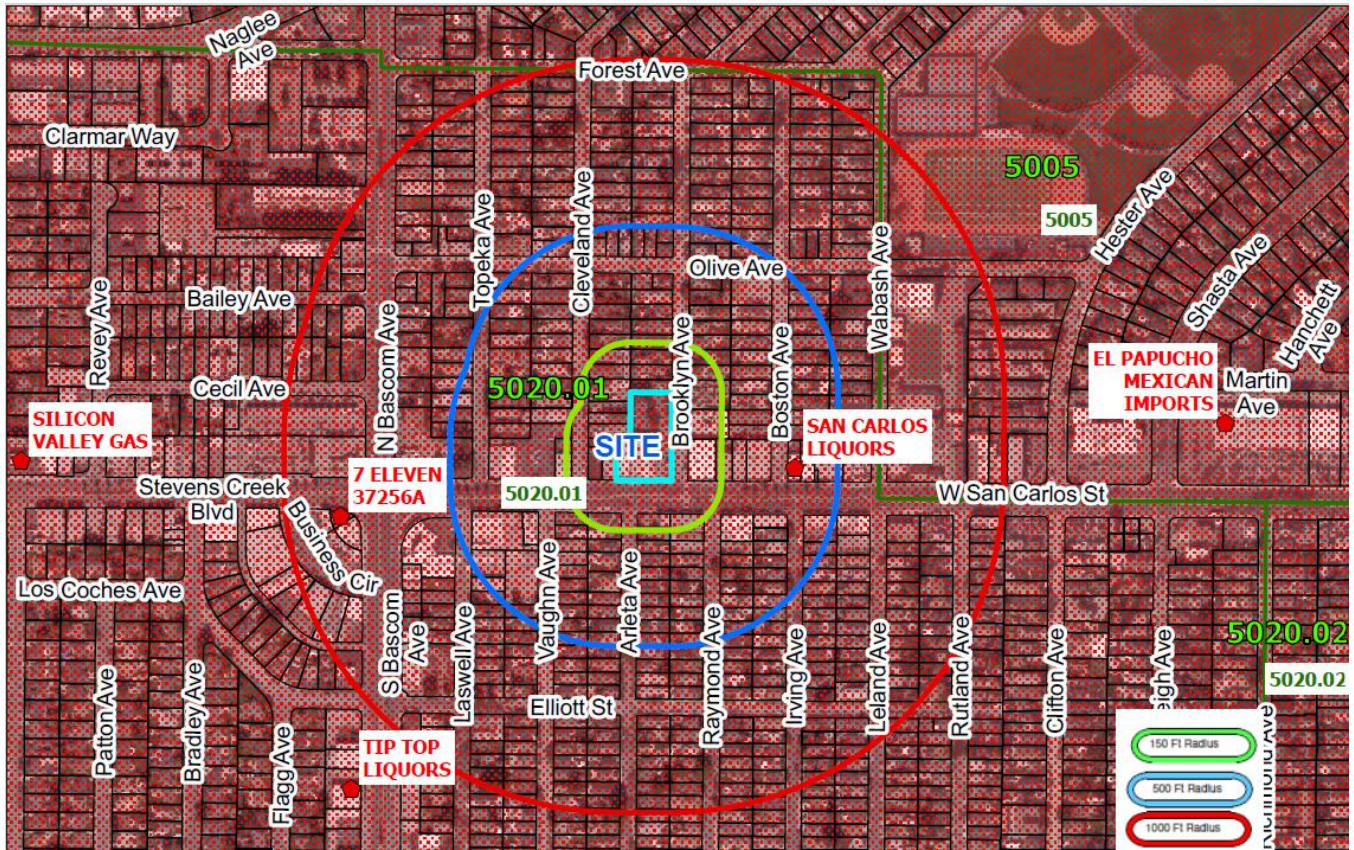 Naglee
Ave
Forest Ave
Clarmar Way
5005
5005
Hester Ave
Shasta Ave
Hanchett
Ave
Topeka Ave
Cleveland Ave
Olive Ave
Wabash Ave
Revey Ave
Bailey Ave
N Bascom Ave
Brooklyn Ave
Boston Ave
Cecil Ave
5020.01
EL PAPUCHO
MEXICAN
IMPORTS
Martin
Ave
SILICON
VALLEY GAS
SITE
SAN CARLOS
LIQUORS
7 ELEVEN
37256A
Stevens Creek
Blvd
5020.01
W San Carlos St
Business Cir
Los Coches Ave
S Bascom
Ave
Laswell Ave
Vaughn Ave
Arleta Ave
Raymond Ave
Irving Ave
Leland Ave
Rutland Ave
Clifton Ave
5020.02
5020.02
Patton Ave
Bradley Ave
Flagg Ave
Elliott St
TIP TOP
LIQUORS
150 Ft Radius
500 Ft Radius
1000 Ft Radius